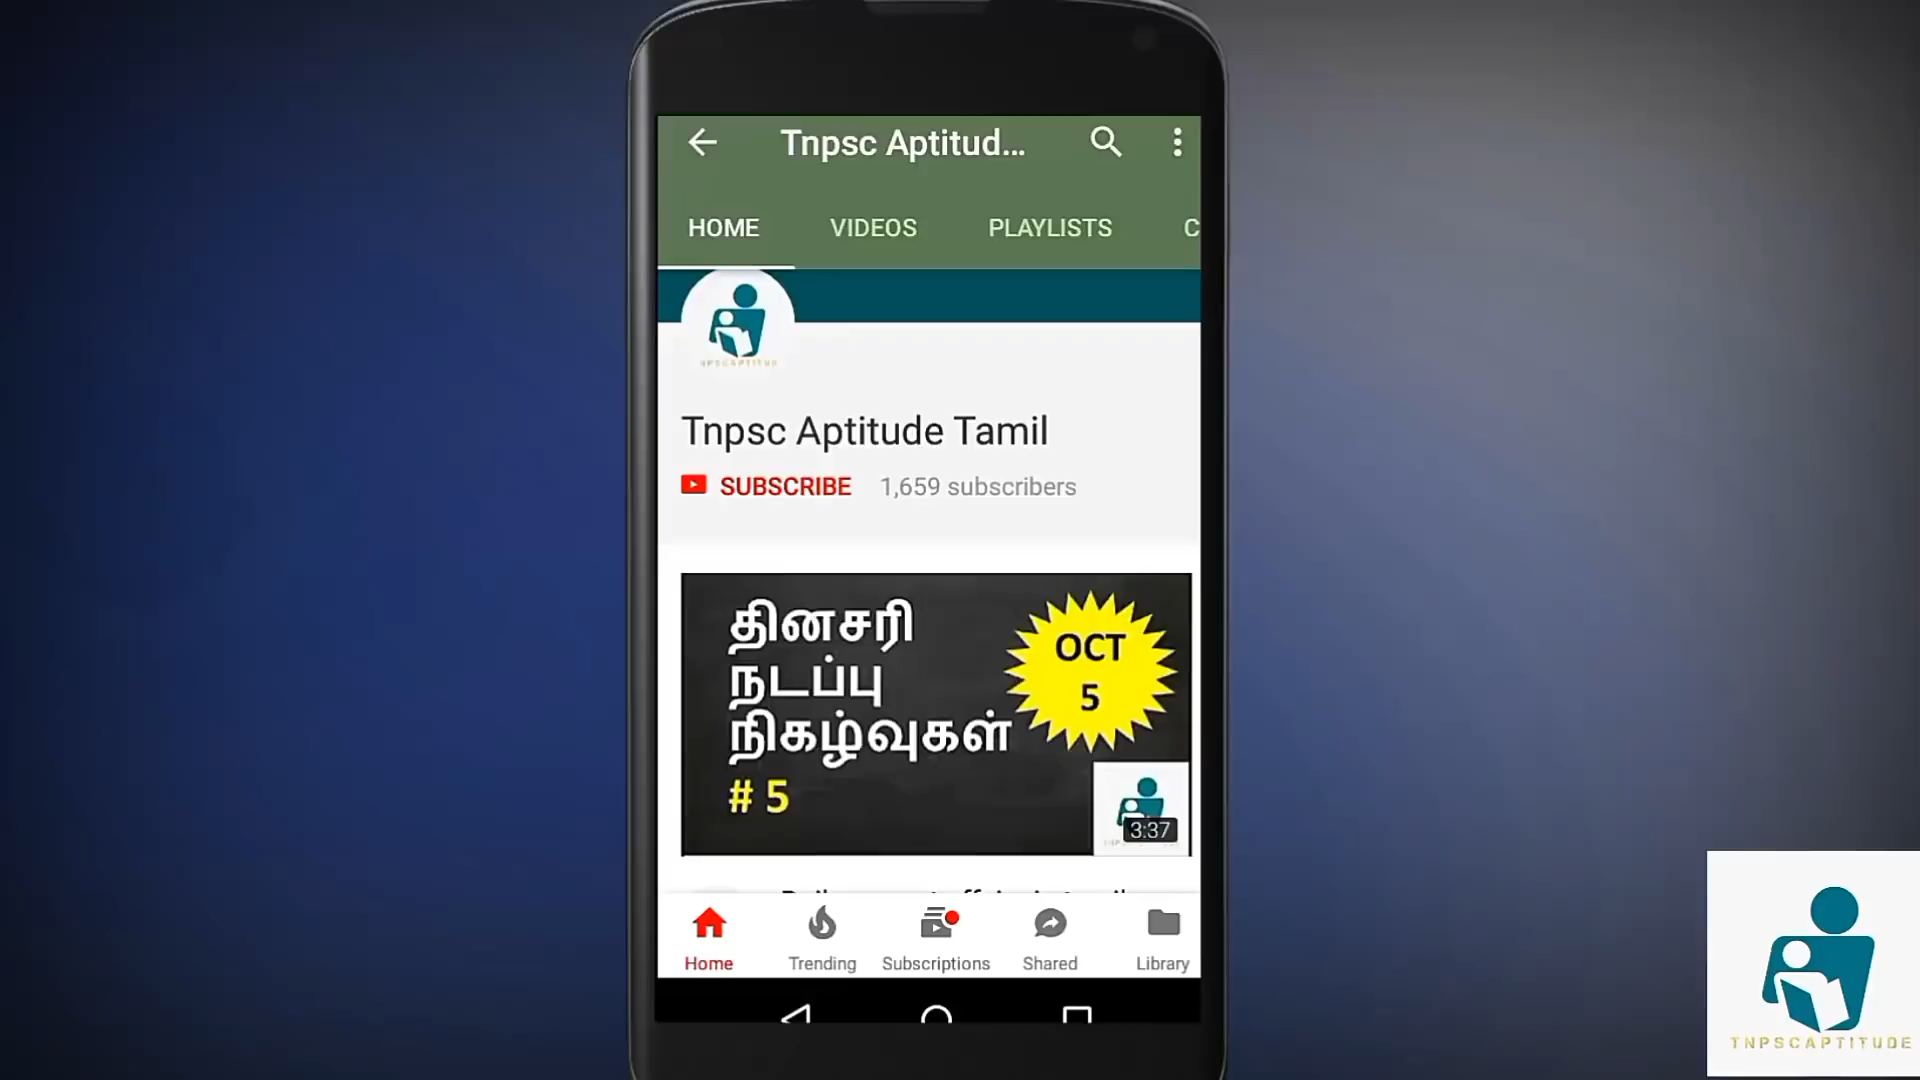 Tnpsc Aptitud...
HOME VIDEOS PLAYLISTS C
Tnpsc Aptitude Tamil
SUBSCRIBE 1,659 subscribers
தினசரி
நடப்பு
நிகழ்வுகள்
# 5
OCT
5
3:37
Home Trending Subscriptions Shared Library
TNPSCAPTITUDE